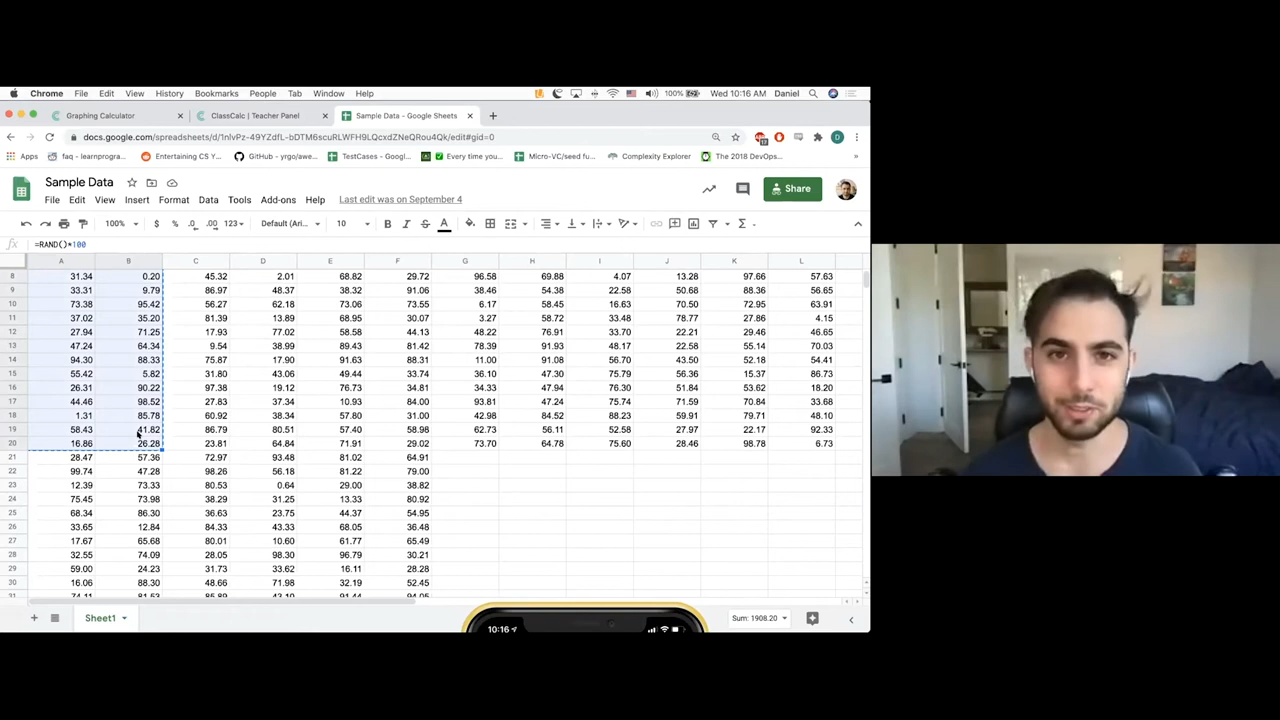 Chrome File Edit View History Bookmarks People Tab Window Help 100% Wed 10:16 AM Daniel
Graphing Calculator ClassCalc | Teacher Panel Sample Data - Google Sheets
docs.google.com/spreadsheets/d/1nlvPz-49YZdfL-bDTM6scuRLWFH9LQcxdZNeQRou4Qk/edit#gid=0
Apps faq - learnprogra... Entertaining CS Y... GitHub - yrgo/awe... TestCases - Googl... Every time you... Micro-VC/seed fu... Complexity Explorer The 2018 DevOps...
Sample Data
Share
File Edit View Insert Format Data Tools Add-ons Help Last edit was on September 4
100% $ % .0 .00 123 Default (Ari... 10 B I S A
=RAND()*100
A B C D E F G H I J K L
8 31.34 0.20 45.32 2.01 68.82 29.72 96.58 69.88 4.07 13.28 97.66 57.63
9 33.31 9.79 86.97 48.37 38.32 91.06 38.46 54.38 22.58 50.68 88.36 56.65
10 73.38 95.42 56.27 62.18 73.06 73.55 6.17 58.45 16.63 70.50 72.95 63.91
11 37.02 35.20 81.39 13.89 68.95 30.07 3.27 58.72 33.48 78.77 27.86 4.15
12 27.94 71.25 17.93 77.02 58.58 44.13 48.22 76.91 33.70 22.21 29.46 46.65
13 47.24 64.34 9.54 38.99 89.43 81.42 78.39 91.93 48.17 22.58 55.14 70.03
14 94.30 88.33 75.87 17.90 91.63 88.31 11.00 91.08 56.70 43.50 52.18 54.41
15 55.42 5.82 31.80 43.06 49.44 33.74 36.10 47.30 75.79 56.36 15.37 86.73
16 26.31 90.22 97.38 19.12 76.73 34.81 34.33 47.94 76.30 51.84 53.62 18.20
17 44.46 98.52 27.83 37.34 10.93 84.00 93.81 47.24 75.74 71.59 70.84 33.68
18 1.31 85.78 60.92 38.34 57.80 31.00 42.98 84.52 88.23 59.91 79.71 48.10
19 58.43 41.82 86.79 80.51 57.40 58.98 62.73 56.11 52.58 27.97 22.17 92.33
20 16.86 26.28 23.81 64.84 71.91 29.02 73.70 64.78 75.60 28.46 98.78 6.73
21 28.47 57.36 72.97 93.48 81.02 64.91
22 99.74 47.28 98.26 56.18 81.22 79.00
23 12.39 73.33 80.53 0.64 29.00 38.82
24 75.45 73.98 38.29 31.25 13.33 80.92
25 68.34 86.30 36.63 23.75 44.37 54.95
26 33.65 12.84 84.33 43.33 68.05 36.48
27 17.67 65.68 80.01 10.60 61.77 65.49
28 32.55 74.09 28.05 98.30 96.79 30.21
29 59.00 24.23 31.73 33.62 16.11 28.28
30 16.06 88.30 48.66 71.98 32.19 52.45
Sheet1 Sum: 1908.20
10:16